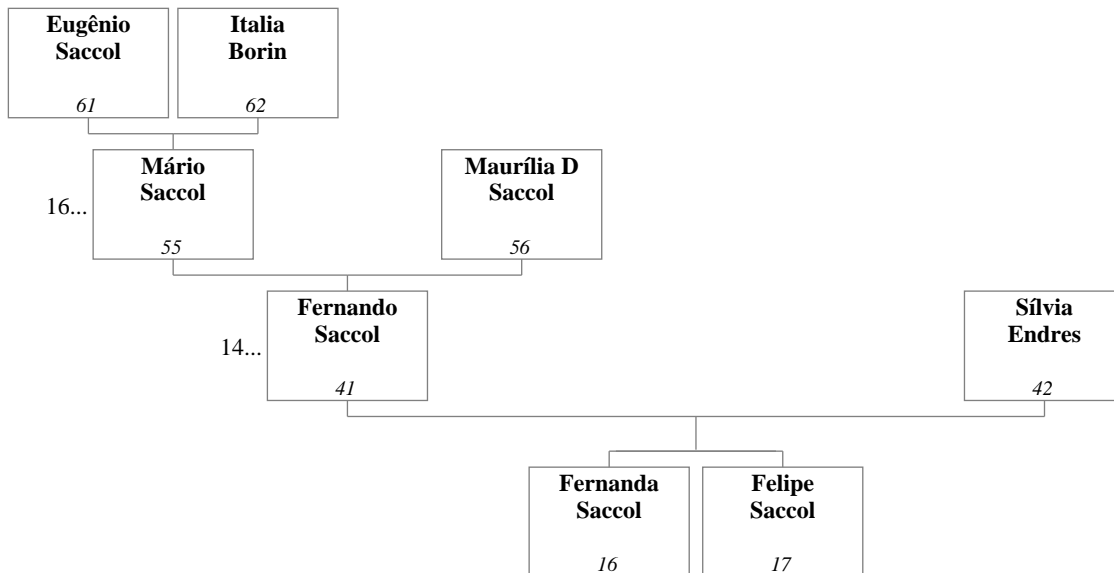 Eugênio
Saccol
61
Italia
Borin
62
16...
Mário
Saccol
55
Maurília D
Saccol
56
14...
Fernando
Saccol
41
Sílvia
Endres
42
Fernanda
Saccol
16
Felipe
Saccol
17